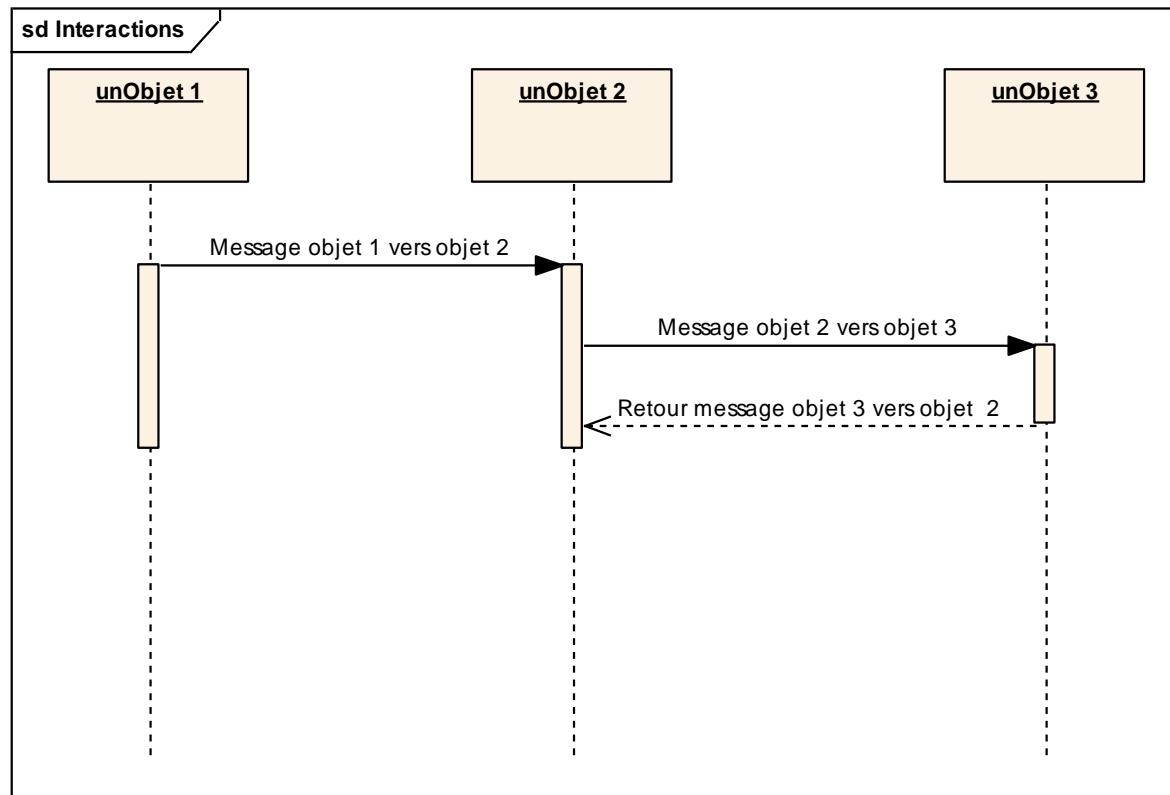 sd Interactions
unObjet 1
unObjet 2
unObjet 3
Message objet 1 vers objet 2
Message objet 2 vers objet 3
Retour message objet 3 vers objet 2